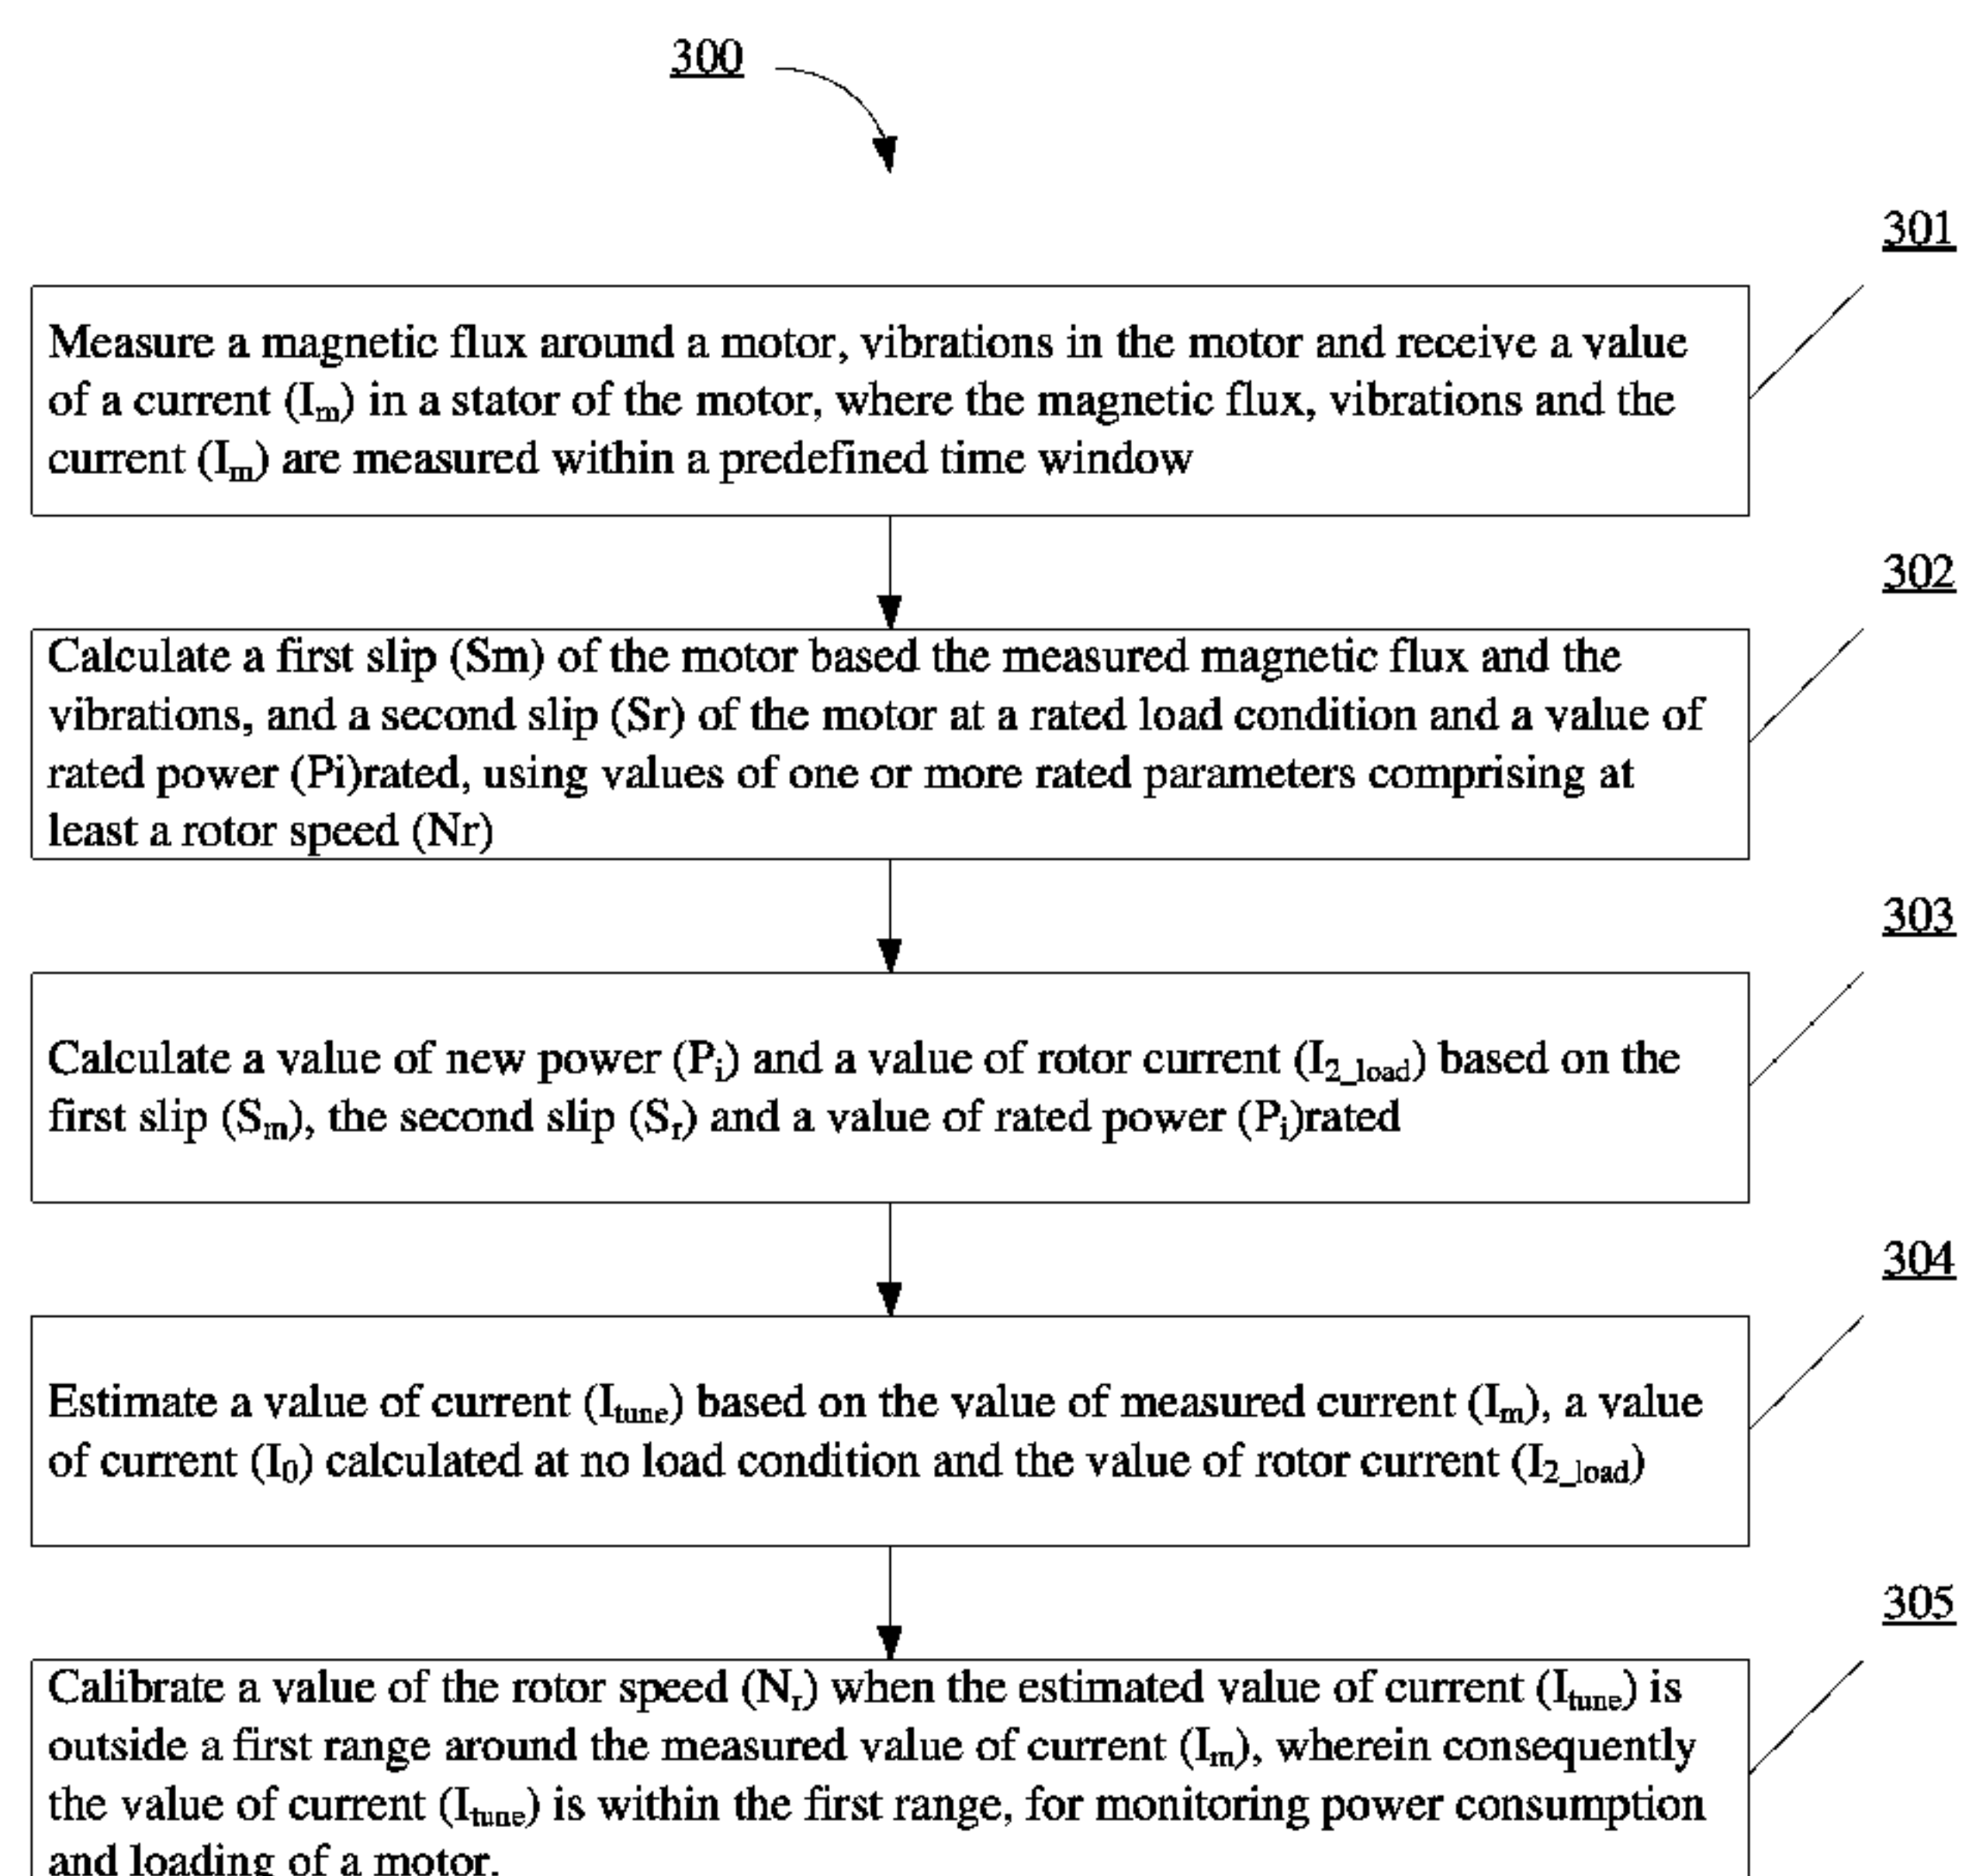 300
301
Measure a magnetic flux around a motor, vibrations in the motor and receive a value
of a current (Im) in a stator of the motor, where the magnetic flux, vibrations and the
current (Im) are measured within a predefined time window
302
Calculate a first slip (Sm) of the motor based the measured magnetic flux and the
vibrations, and a second slip (Sr) of the motor at a rated load condition and a value of
rated power (Pi)rated, using values of one or more rated parameters comprising at
least a rotor speed (Nr)
303
Calculate a value of new power (Pi) and a value of rotor current (I2_load) based on the
first slip (Sm), the second slip (Sr) and a value of rated power (Pi)rated
304
Estimate a value of current (Itune) based on the value of measured current (Im), a value
of current (I0) calculated at no load condition and the value of rotor current (I2_load)
305
Calibrate a value of the rotor speed (Nr) when the estimated value of current (Itune) is
outside a first range around the measured value of current (Im), wherein consequently
the value of current (Itune) is within the first range, for monitoring power consumption
and loading of a motor.